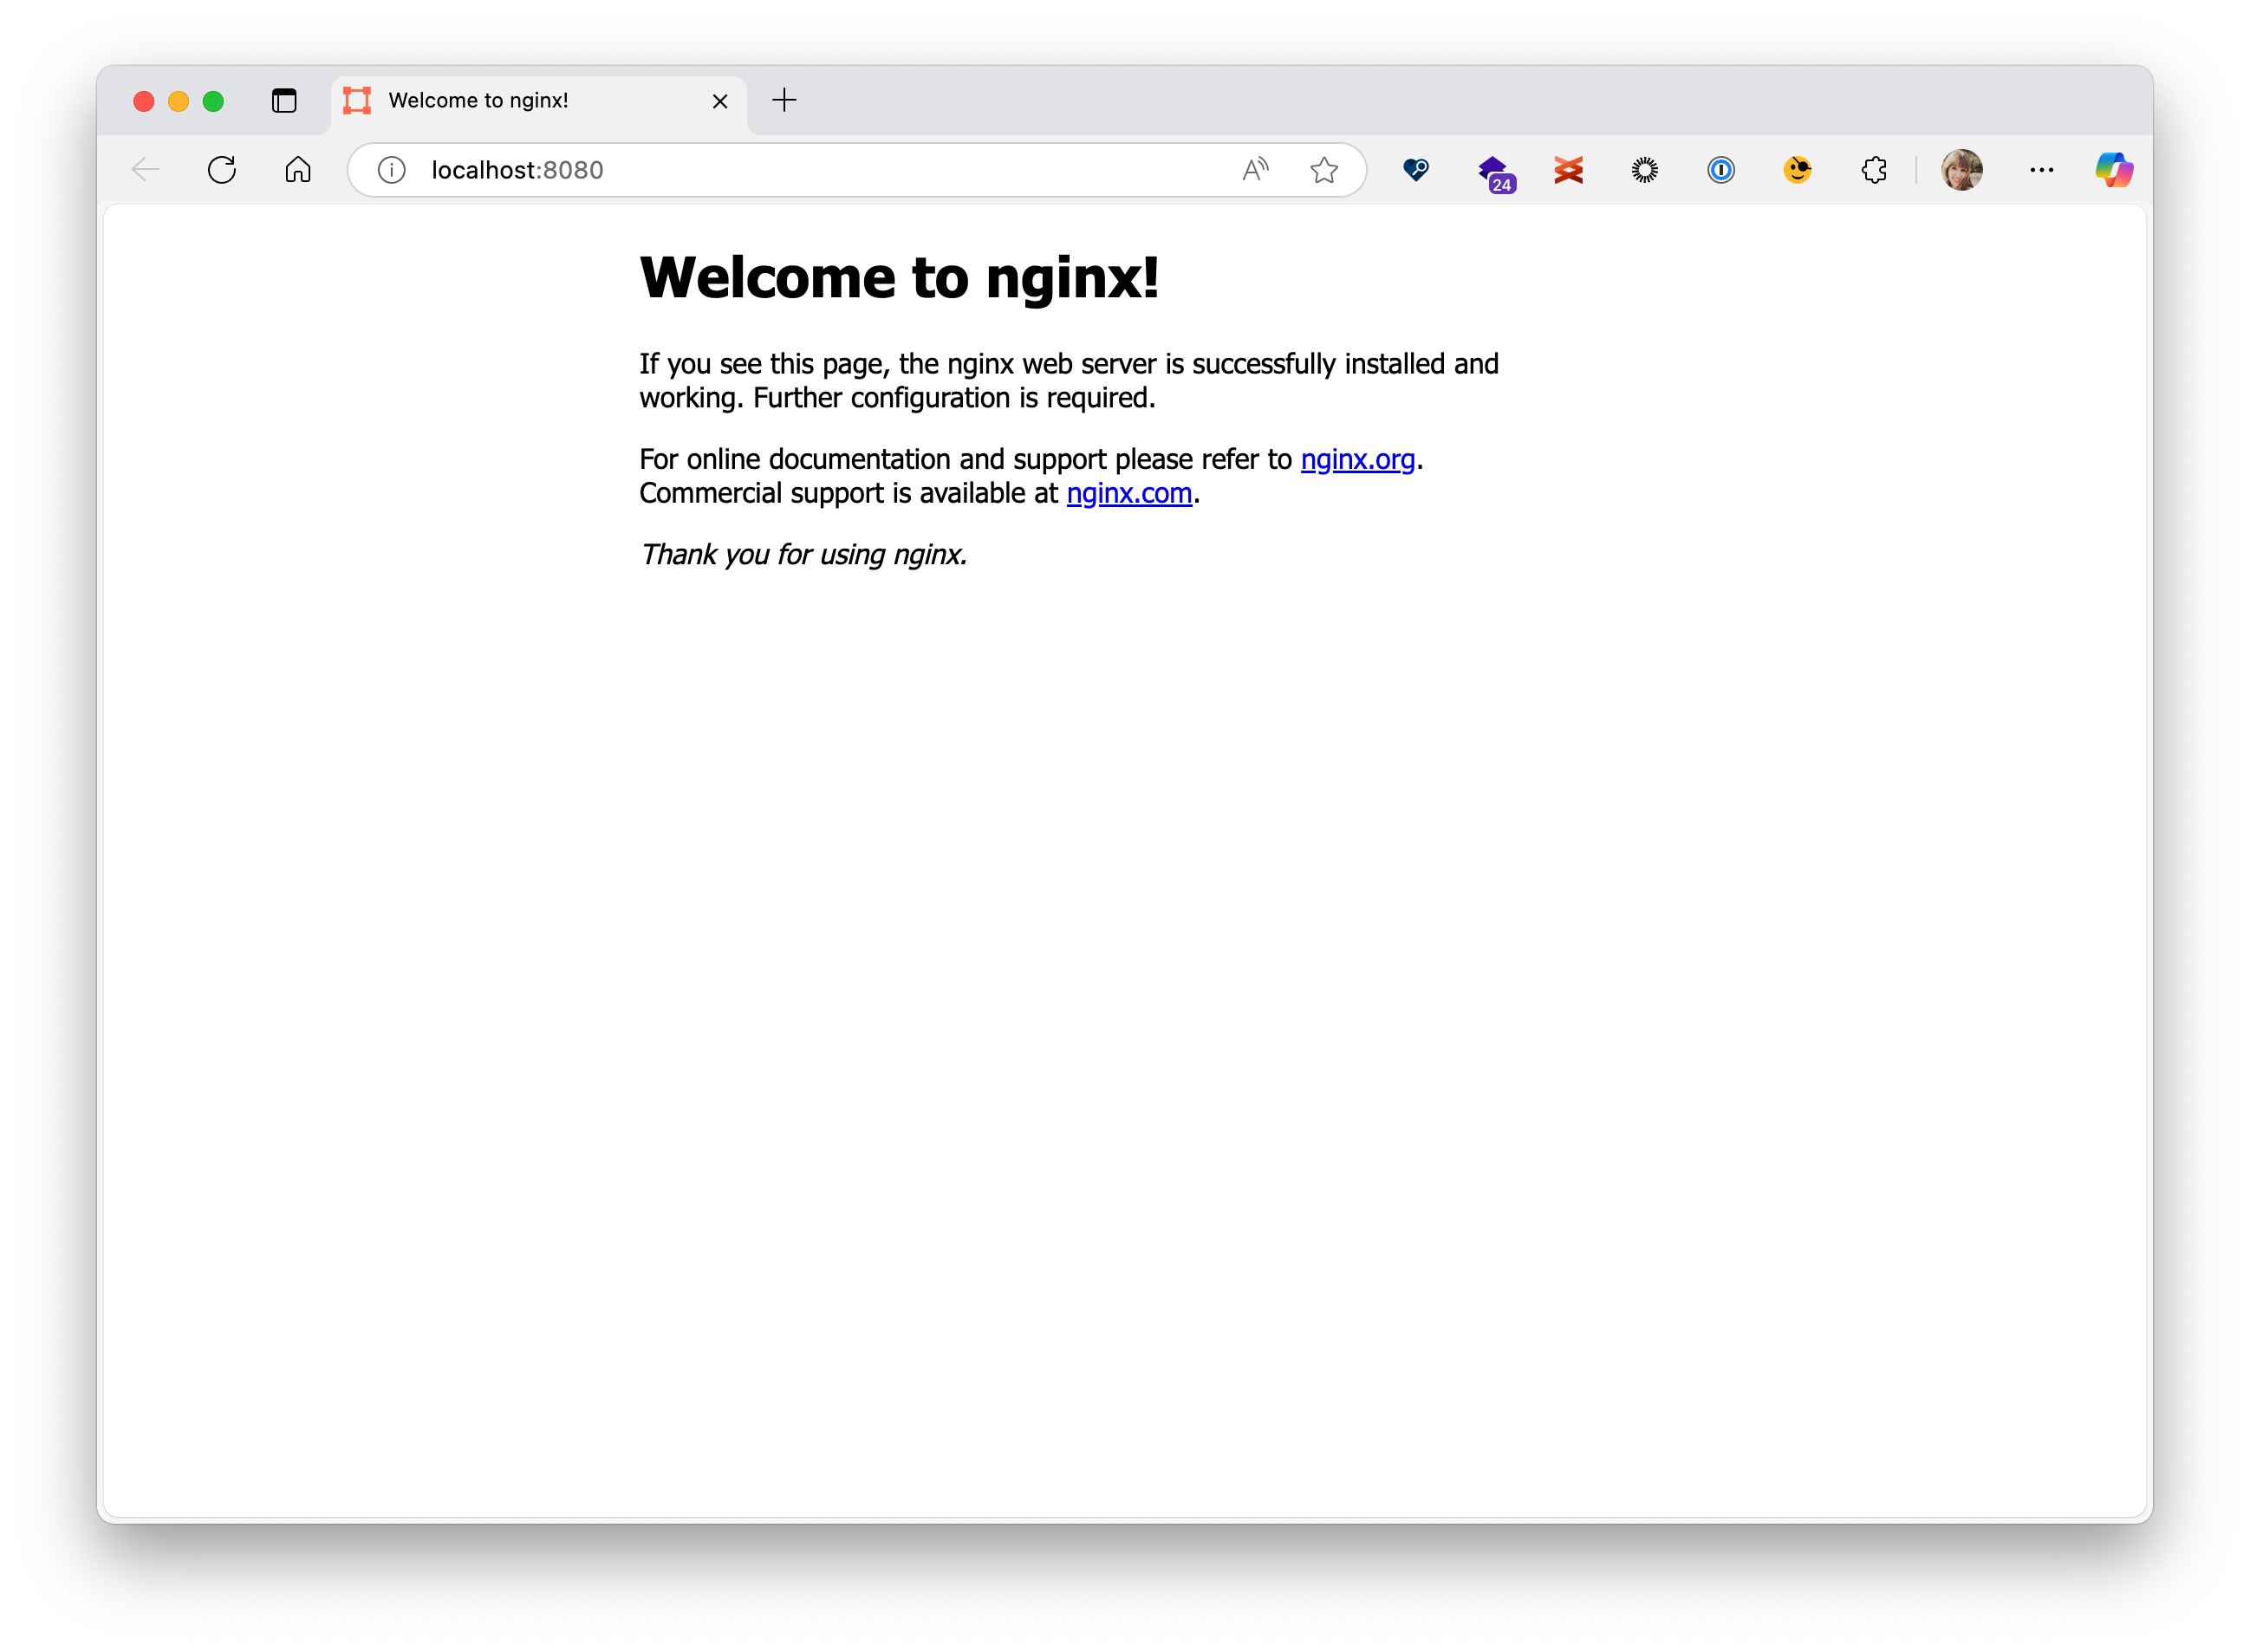 Welcome to nginx!
localhost:8080
24
Welcome to nginx!
If you see this page, the nginx web server is successfully installed and
working. Further configuration is required.
For online documentation and support please refer to nginx.org.
Commercial support is available at nginx.com.
Thank you for using nginx.